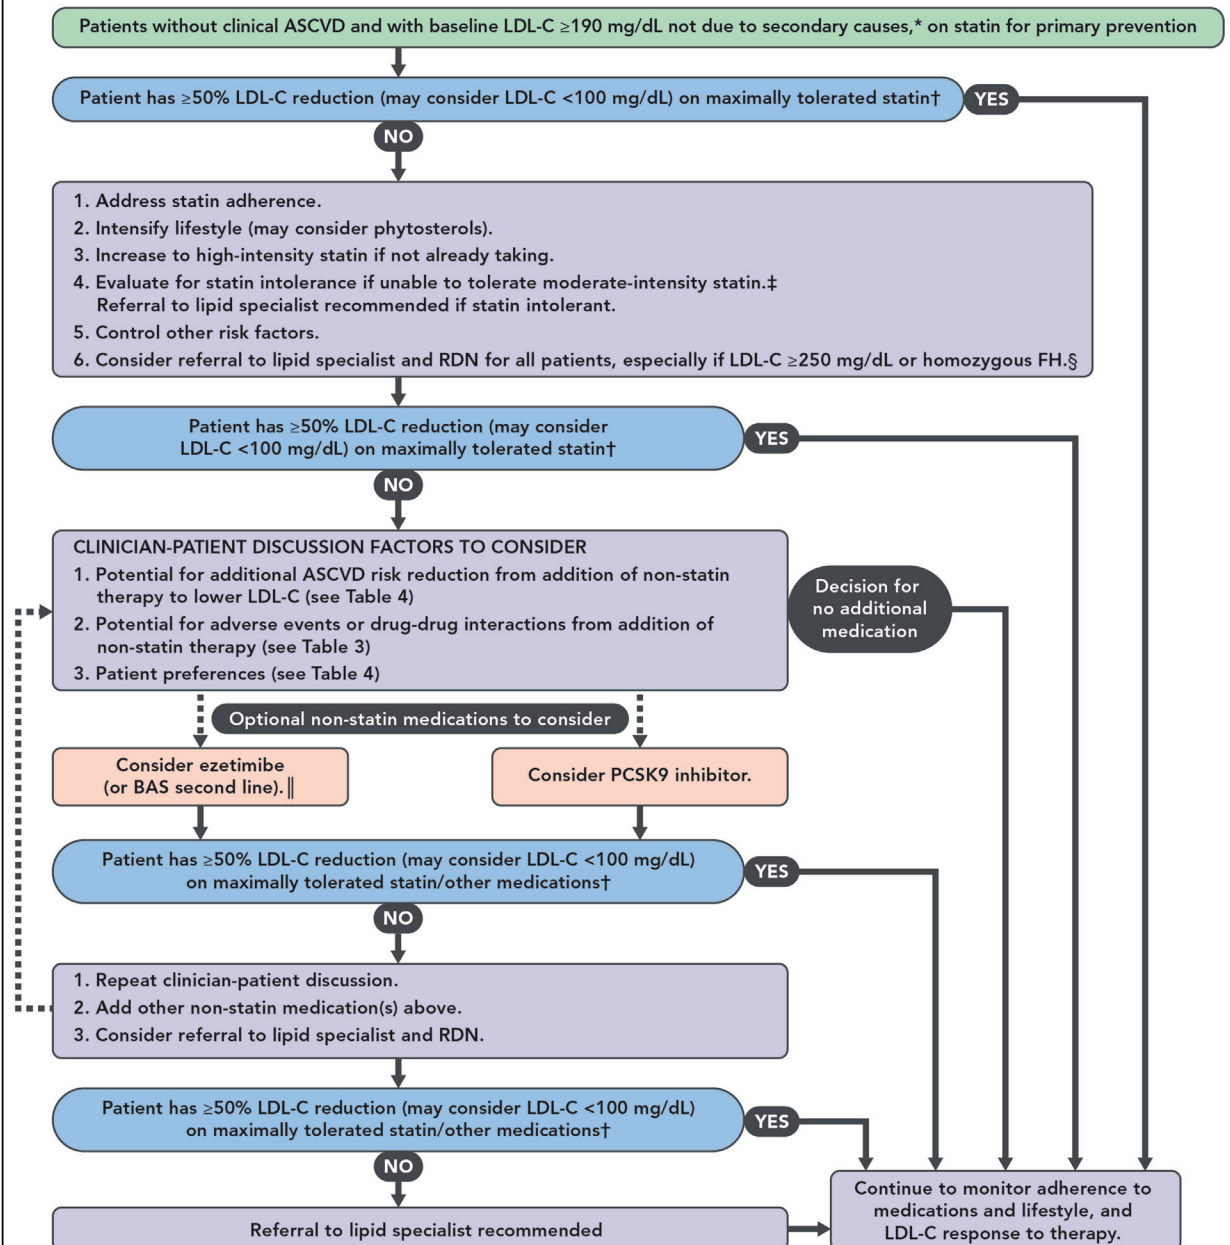 Patients without clinical ASCVD and with baseline LDL-C ≥190 mg/dL not due to secondary causes,* on statin for primary prevention
Patient has ≥50% LDL-C reduction (may consider LDL-C <100 mg/dL) on maximally tolerated statin†
YES
NO
1. Address statin adherence.
2. Intensify lifestyle (may consider phytosterols).
3. Increase to high-intensity statin if not already taking.
4. Evaluate for statin intolerance if unable to tolerate moderate-intensity statin.‡
Referral to lipid specialist recommended if statin intolerant.
5. Control other risk factors.
6. Consider referral to lipid specialist and RDN for all patients, especially if LDL-C ≥250 mg/dL or homozygous FH.§
Patient has ≥50% LDL-C reduction (may consider
LDL-C <100 mg/dL) on maximally tolerated statin†
YES
NO
CLINICIAN-PATIENT DISCUSSION FACTORS TO CONSIDER
1. Potential for additional ASCVD risk reduction from addition of non-statin
therapy to lower LDL-C (see Table 4)
2. Potential for adverse events or drug-drug interactions from addition of
non-statin therapy (see Table 3)
3. Patient preferences (see Table 4)
Decision for
no additional
medication
Optional non-statin medications to consider
Consider ezetimibe
(or BAS second line).‖
Consider PCSK9 inhibitor.
Patient has ≥50% LDL-C reduction (may consider LDL-C <100 mg/dL)
on maximally tolerated statin/other medications†
YES
NO
1. Repeat clinician-patient discussion.
2. Add other non-statin medication(s) above.
3. Consider referral to lipid specialist and RDN.
Patient has ≥50% LDL-C reduction (may consider LDL-C <100 mg/dL)
on maximally tolerated statin/other medications†
YES
NO
Referral to lipid specialist recommended
Continue to monitor adherence to
medications and lifestyle, and
LDL-C response to therapy.